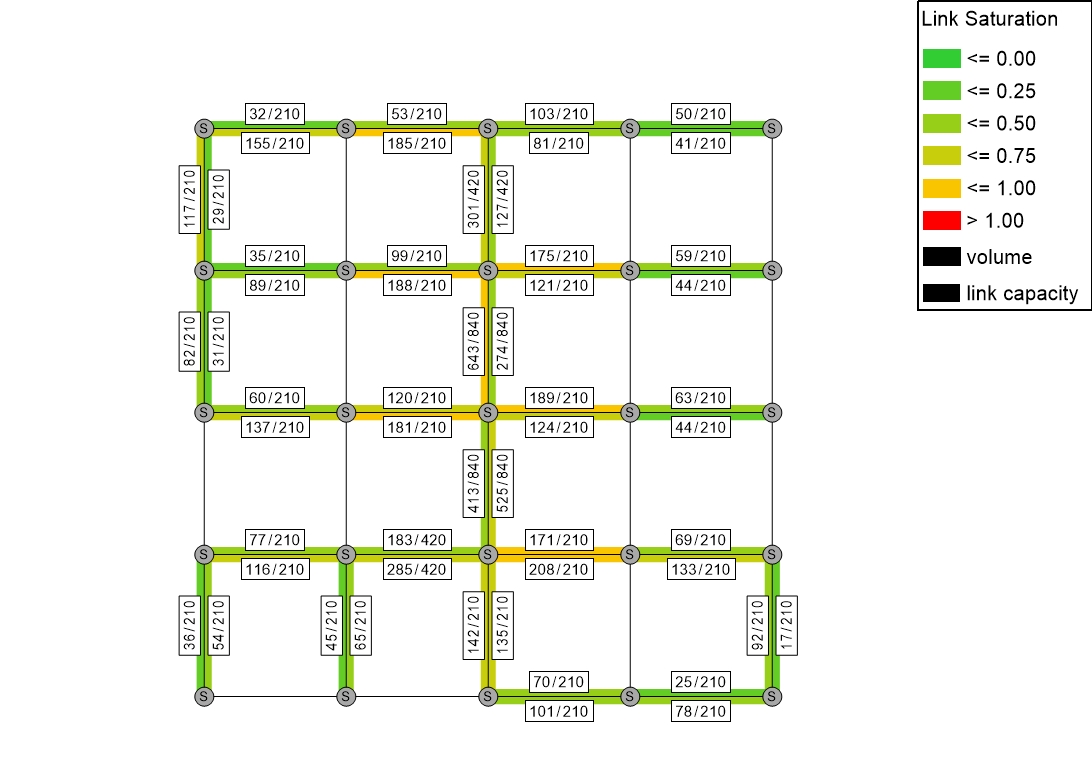 Link Saturation
<= 0.00
<= 0.25
<= 0.50
<= 0.75
<= 1.00
> 1.00
volume
link capacity
32/210 53/210 103/210 50/210
S S S S S
155/210 185/210 81/210 41/210
117/210 29/210 301/420 127/420
35/210 99/210 175/210 59/210
S S S S S
89/210 188/210 121/210 44/210
82/210 31/210 643/840 274/840
60/210 120/210 189/210 63/210
S S S S S
137/210 181/210 124/210 44/210
413/840 525/840
77/210 183/420 171/210 69/210
S S S S S
116/210 285/420 208/210 133/210
36/210 54/210 45/210 65/210 142/210 135/210 92/210 17/210
70/210 25/210
S S S S S
101/210 78/210